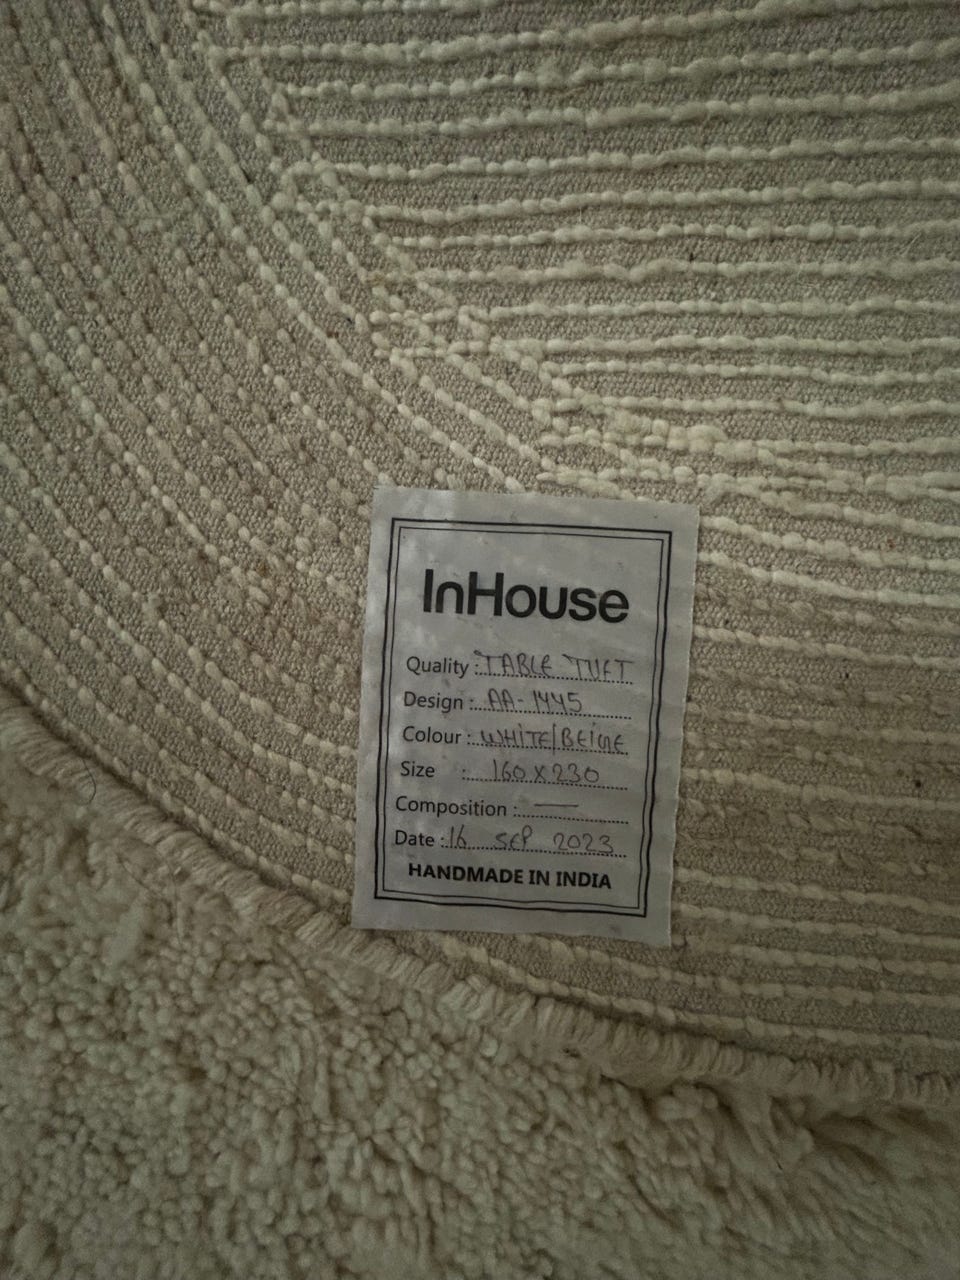 InHouse
Quality : TABLE TUFT
Design : AA-1445
Colour : WHITE/BEIGE
Size : 160 X 230
Composition : —
Date : 16 SEP 2023
HANDMADE IN INDIA